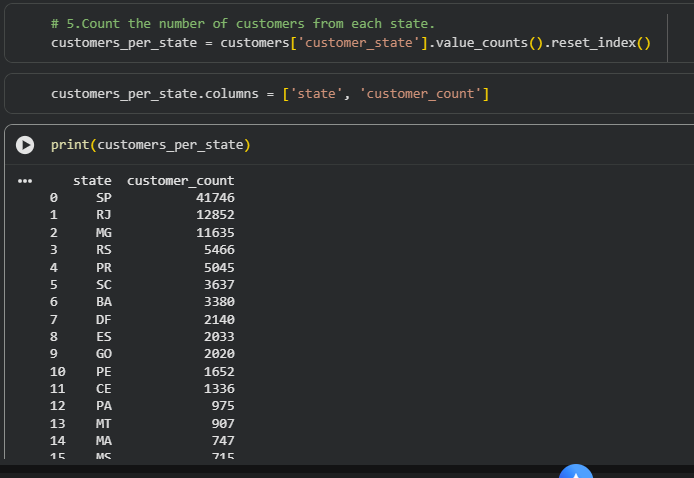 # 5.Count the number of customers from each state.
customers_per_state = customers['customer_state'].value_counts().reset_index()
customers_per_state.columns = ['state', 'customer_count']
print(customers_per_state)
state customer_count
0 SP 41746
1 RJ 12852
2 MG 11635
3 RS 5466
4 PR 5045
5 SC 3637
6 BA 3380
7 DF 2140
8 ES 2033
9 GO 2020
10 PE 1652
11 CE 1336
12 PA 975
13 MT 907
14 MA 747
15 MS 715